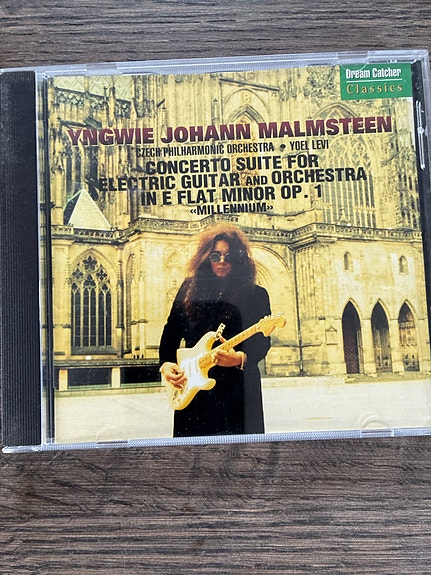 Dream Catcher
Classics
YNGWIE JOHANN MALMSTEEN
CZECH PHILHARMONIC ORCHESTRA • YOEL LEVI
CONCERTO SUITE FOR
ELECTRIC GUITAR AND ORCHESTRA
IN E FLAT MINOR OP. 1
«MILLENNIUM»